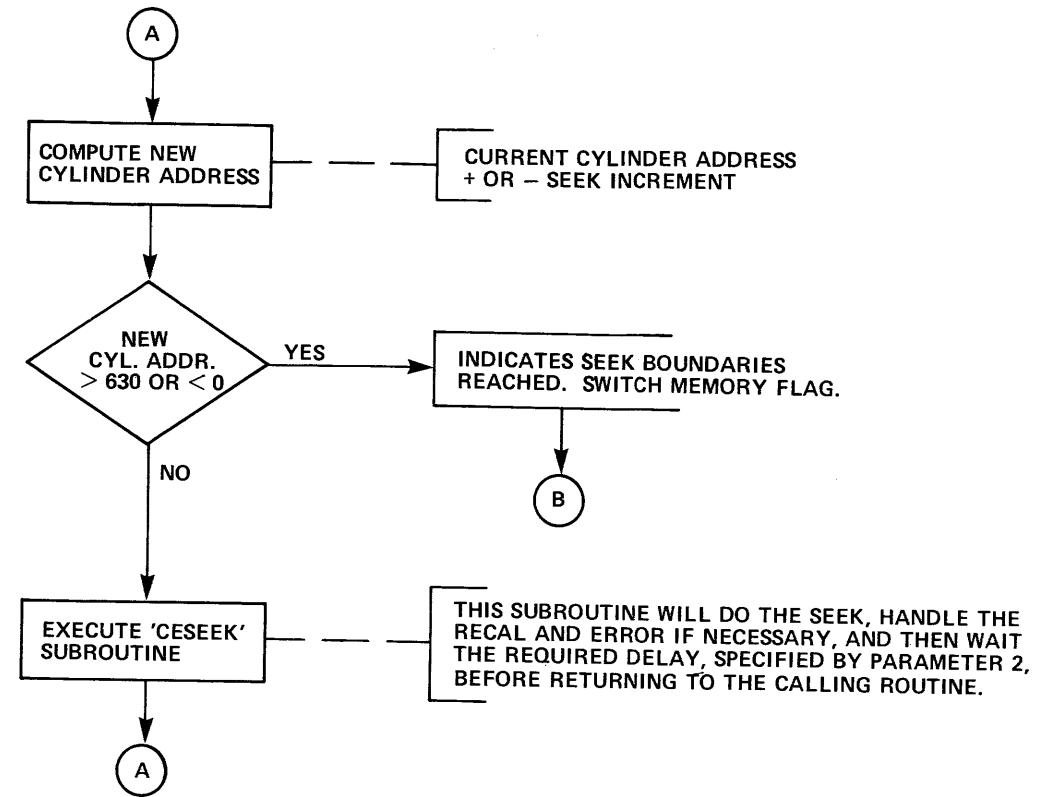 A
COMPUTE NEW
CYLINDER ADDRESS
CURRENT CYLINDER ADDRESS
+ OR – SEEK INCREMENT
NEW
CYL. ADDR.
> 630 OR < 0
YES
INDICATES SEEK BOUNDARIES
REACHED. SWITCH MEMORY FLAG.
B
NO
EXECUTE 'CESEEK'
SUBROUTINE
THIS SUBROUTINE WILL DO THE SEEK, HANDLE THE
RECAL AND ERROR IF NECESSARY, AND THEN WAIT
THE REQUIRED DELAY, SPECIFIED BY PARAMETER 2,
BEFORE RETURNING TO THE CALLING ROUTINE.
A